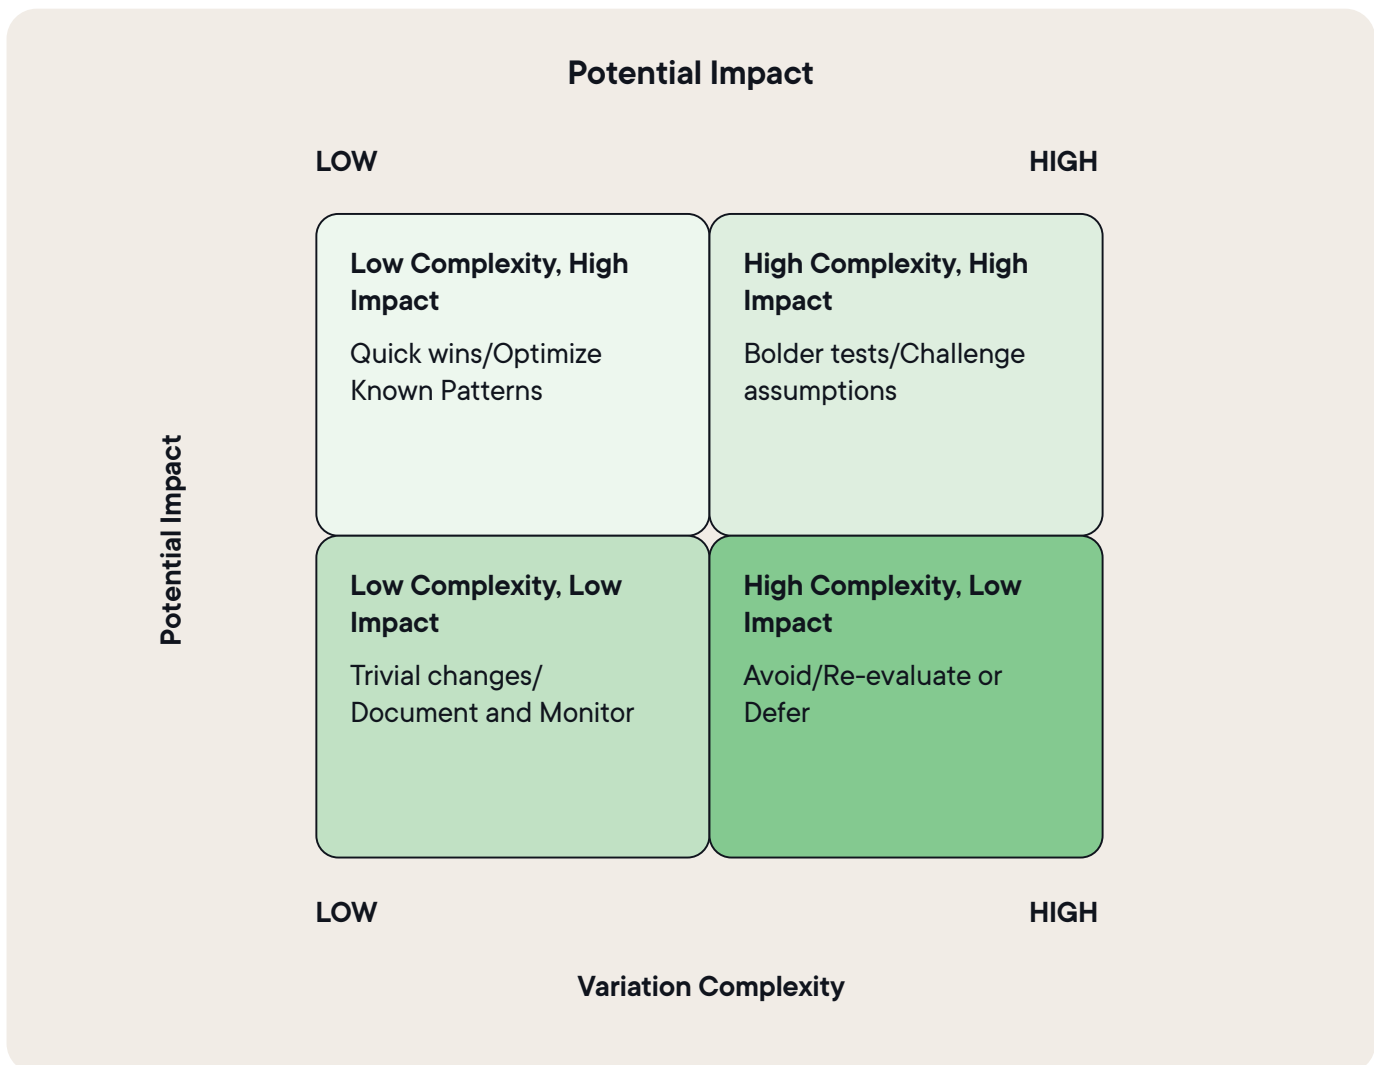 Potential Impact
LOW
HIGH
Low Complexity, High
Impact
Quick wins/Optimize
Known Patterns
High Complexity, High
Impact
Bolder tests/Challenge
assumptions
Potential Impact
Low Complexity, Low
Impact
Trivial changes/
Document and Monitor
High Complexity, Low
Impact
Avoid/Re-evaluate or
Defer
LOW
HIGH
Variation Complexity